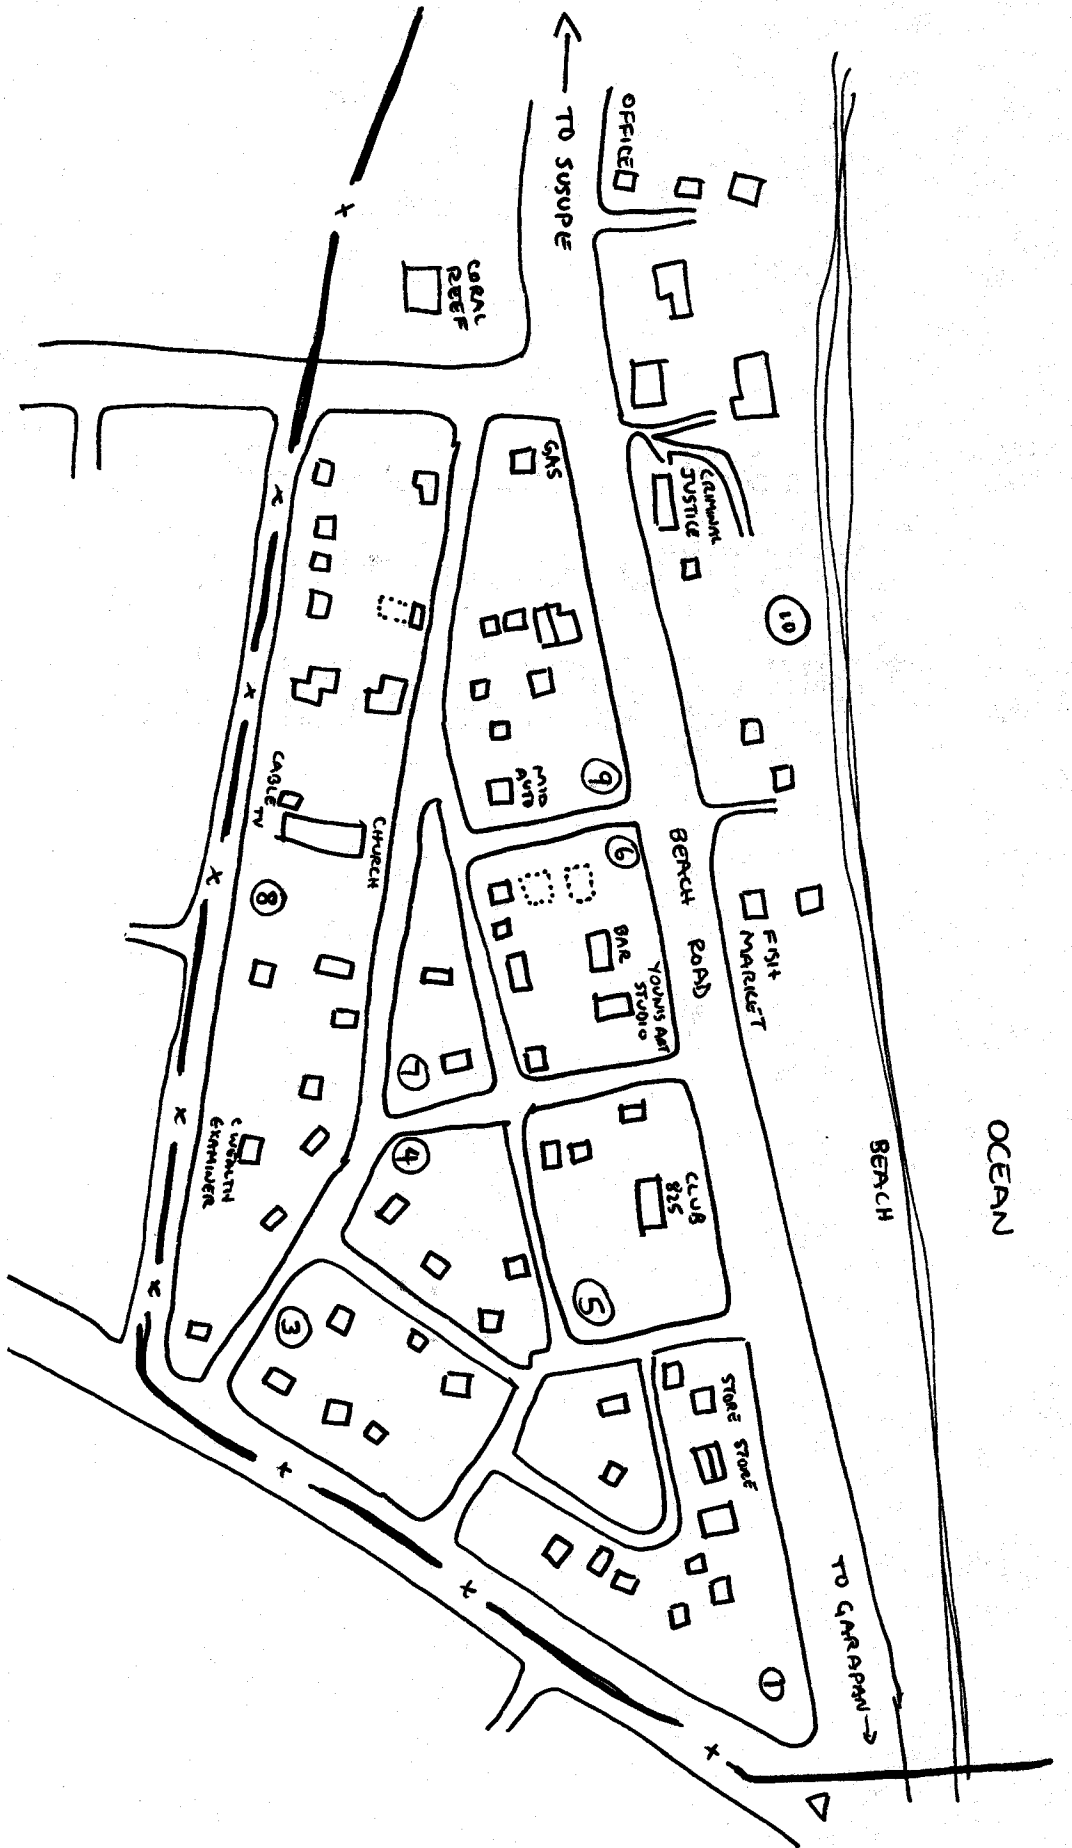 ← TO SUSUPE
OFFICE
CORAL
REEF
GAS
CRIMINAL
JUSTICE
10
MID
AUTO
9
CABLE TV
CHURCH
8
BEACH ROAD
6
BAR
YOUNIS ART
STUDIO
FISH
MARKET
7
4
C WEALTH
EXAMINER
CLUB
825
5
3
STORE
STORE
1
BEACH
OCEAN
TO GARAPAN →